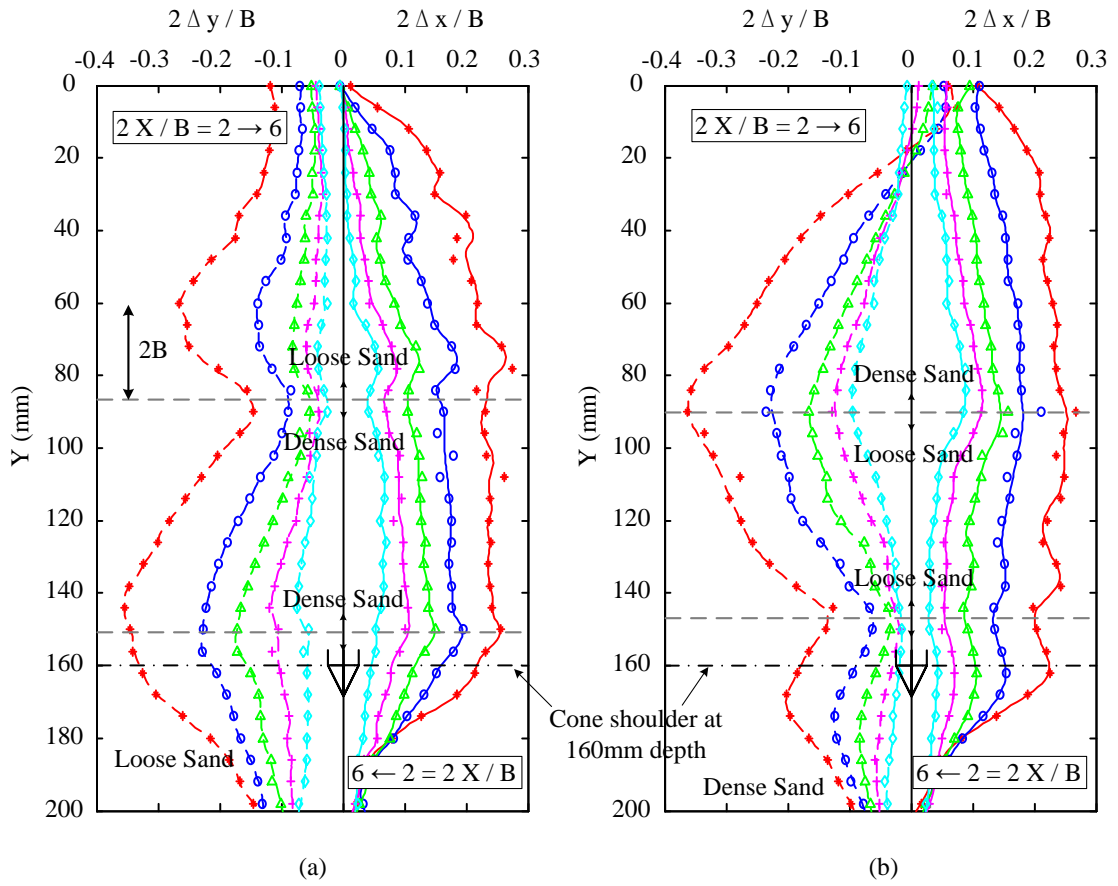 2 Δ y / B
2 Δ x / B
-0.4 -0.3 -0.2 -0.1 0 0.1 0.2 0.3
0
20
40
60
80
100
120
140
160
180
200
Y (mm)
2 X / B = 2 → 6
2B
Loose Sand
Dense Sand
Dense Sand
Loose Sand
6 ← 2 = 2 X / B
(a)
Cone shoulder at
160mm depth
2 Δ y / B
2 Δ x / B
0.4 -0.3 -0.2 -0.1 0 0.1 0.2 0.3
0
20
40
60
80
100
120
140
160
180
200
Y (mm)
2 X / B = 2 → 6
Dense Sand
Loose Sand
Loose Sand
Dense Sand
6 ← 2 = 2 X / B
(b)